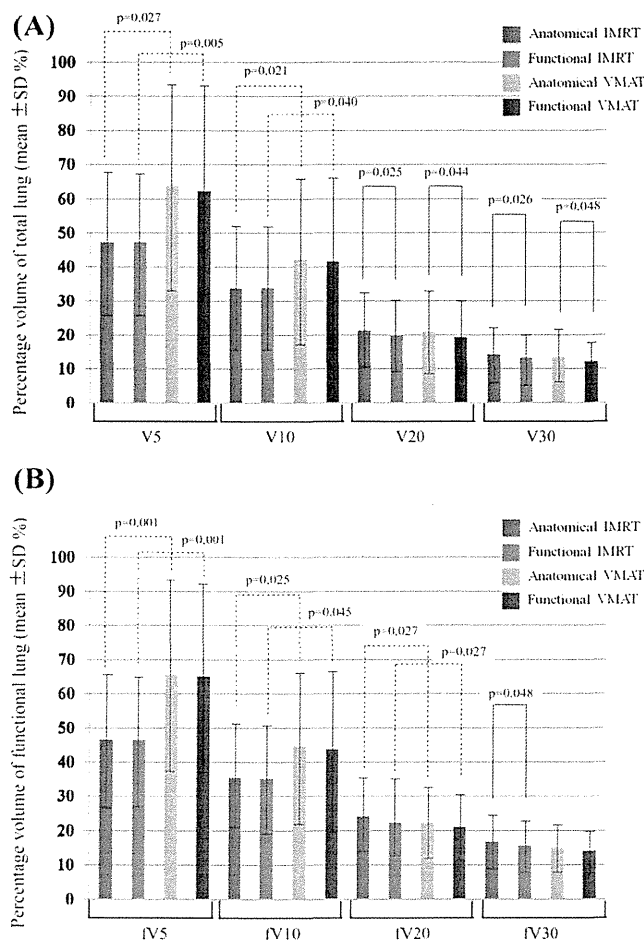 (A)
Percentage volume of total lung (mean ±SD %)
100
90
80
70
60
50
40
30
20
10
0
p=0,027
p=0,005
p=0,021
p=0,040
p=0,025
p=0,044
p=0,026
p=0,048
Anatomical IMRT
Functional IMRT
Anatomical VMAT
Functional VMAT
V5
V10
V20
V30
(B)
Percentage volume of functional lung (mean ±SD %)
100
90
80
70
60
50
40
30
20
10
0
p=0,001
p=0,001
p=0,025
p=0,045
p=0,027
p=0,027
p=0,048
Anatomical IMRT
Functional IMRT
Anatomical VMAT
Functional VMAT
fV5
fV10
fV20
fV30